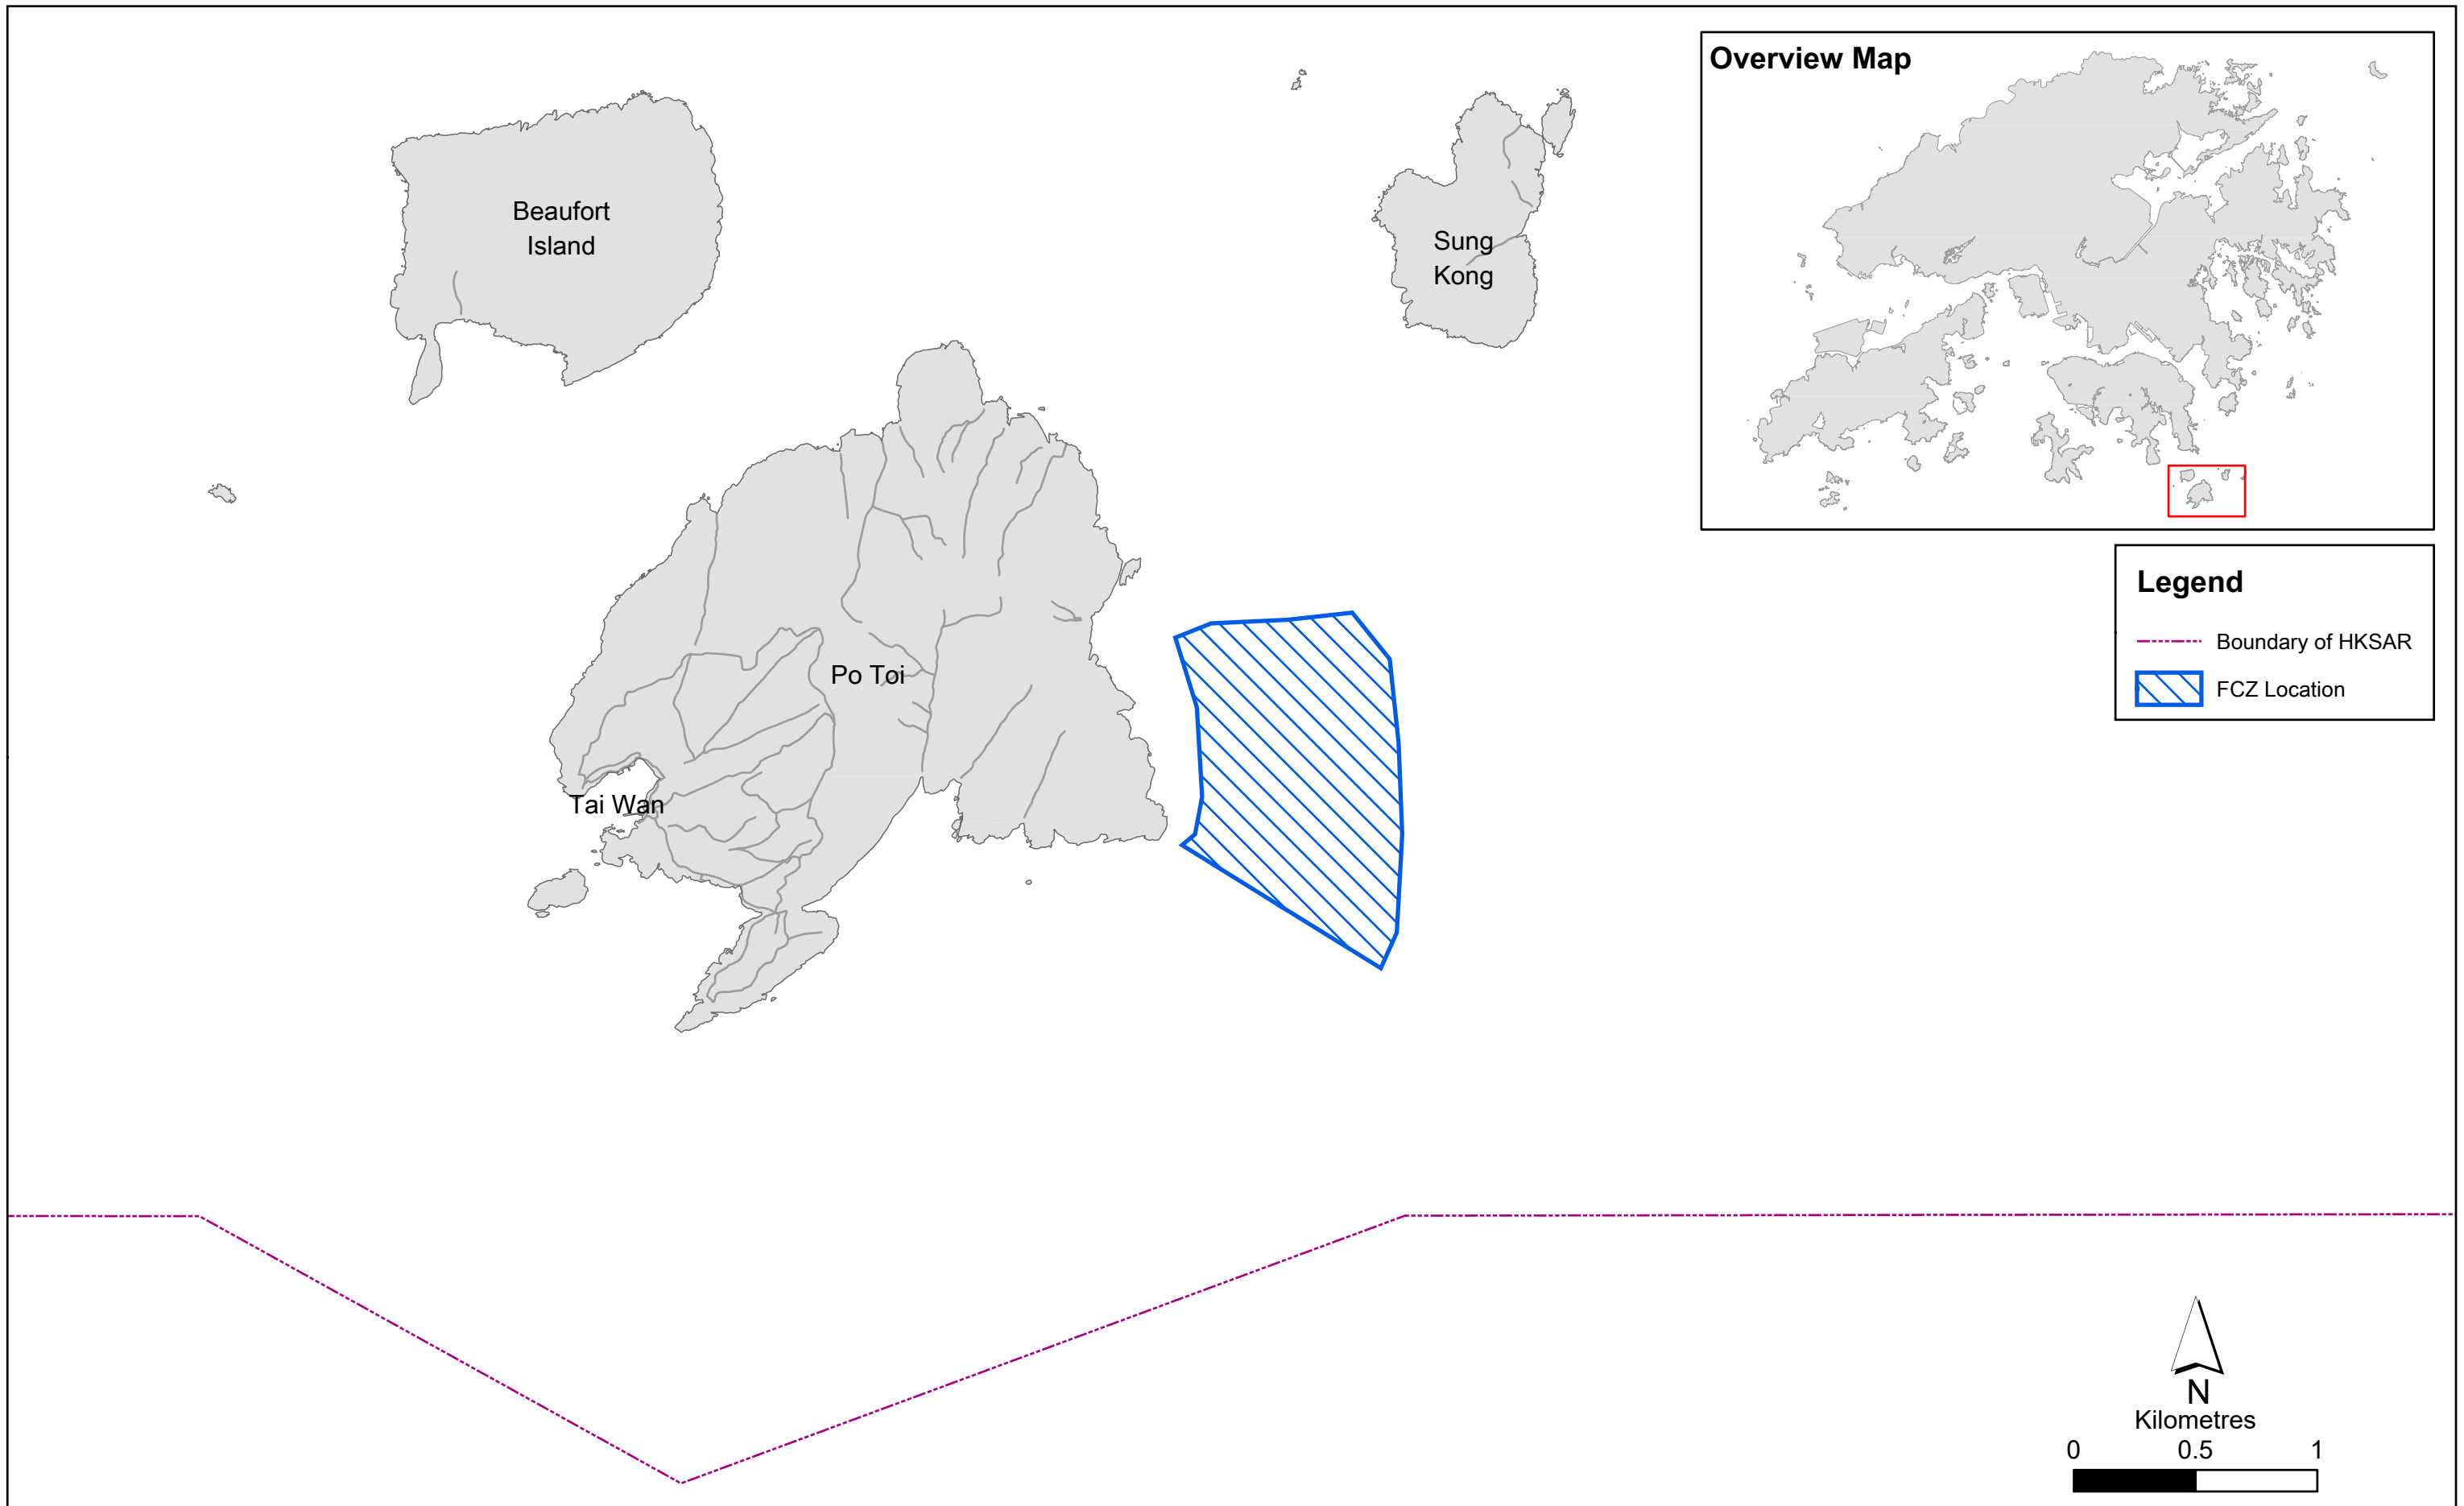 Overview Map
Beaufort
Island
Sung
Kong
Legend
Boundary of HKSAR
FCZ Location
Po Toi
Tai Wan
N
Kilometres
0 0.5 1